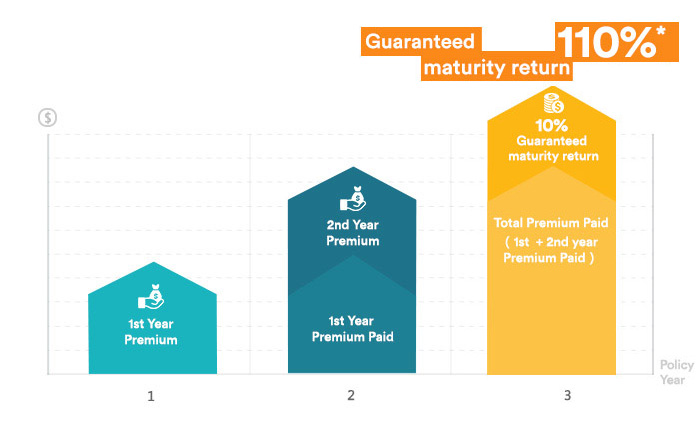 Guaranteed 110%*
maturity return
$
10%
Guaranteed
maturity return
2nd Year
Premium
Total Premium Paid
( 1st + 2nd year
Premium Paid )
1st Year
Premium
1st Year
Premium Paid
Policy
Year
1 2 3